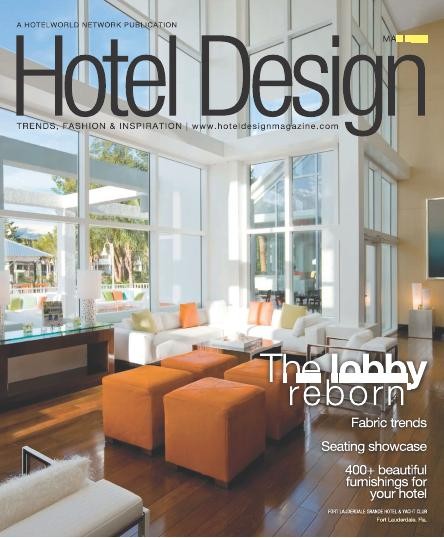 A HOTELWORLD NETWORK PUBLICATION
Hotel Design
TRENDS, FASHION & INSPIRATION | www.hoteldesignmagazine.com
The lobby
reborn
Fabric trends
Seating showcase
400+ beautiful
furnishings for
your hotel
FORT LAUDERDALE GRANDE HOTEL & YACHT CLUB
Fort Lauderdale, Fla.